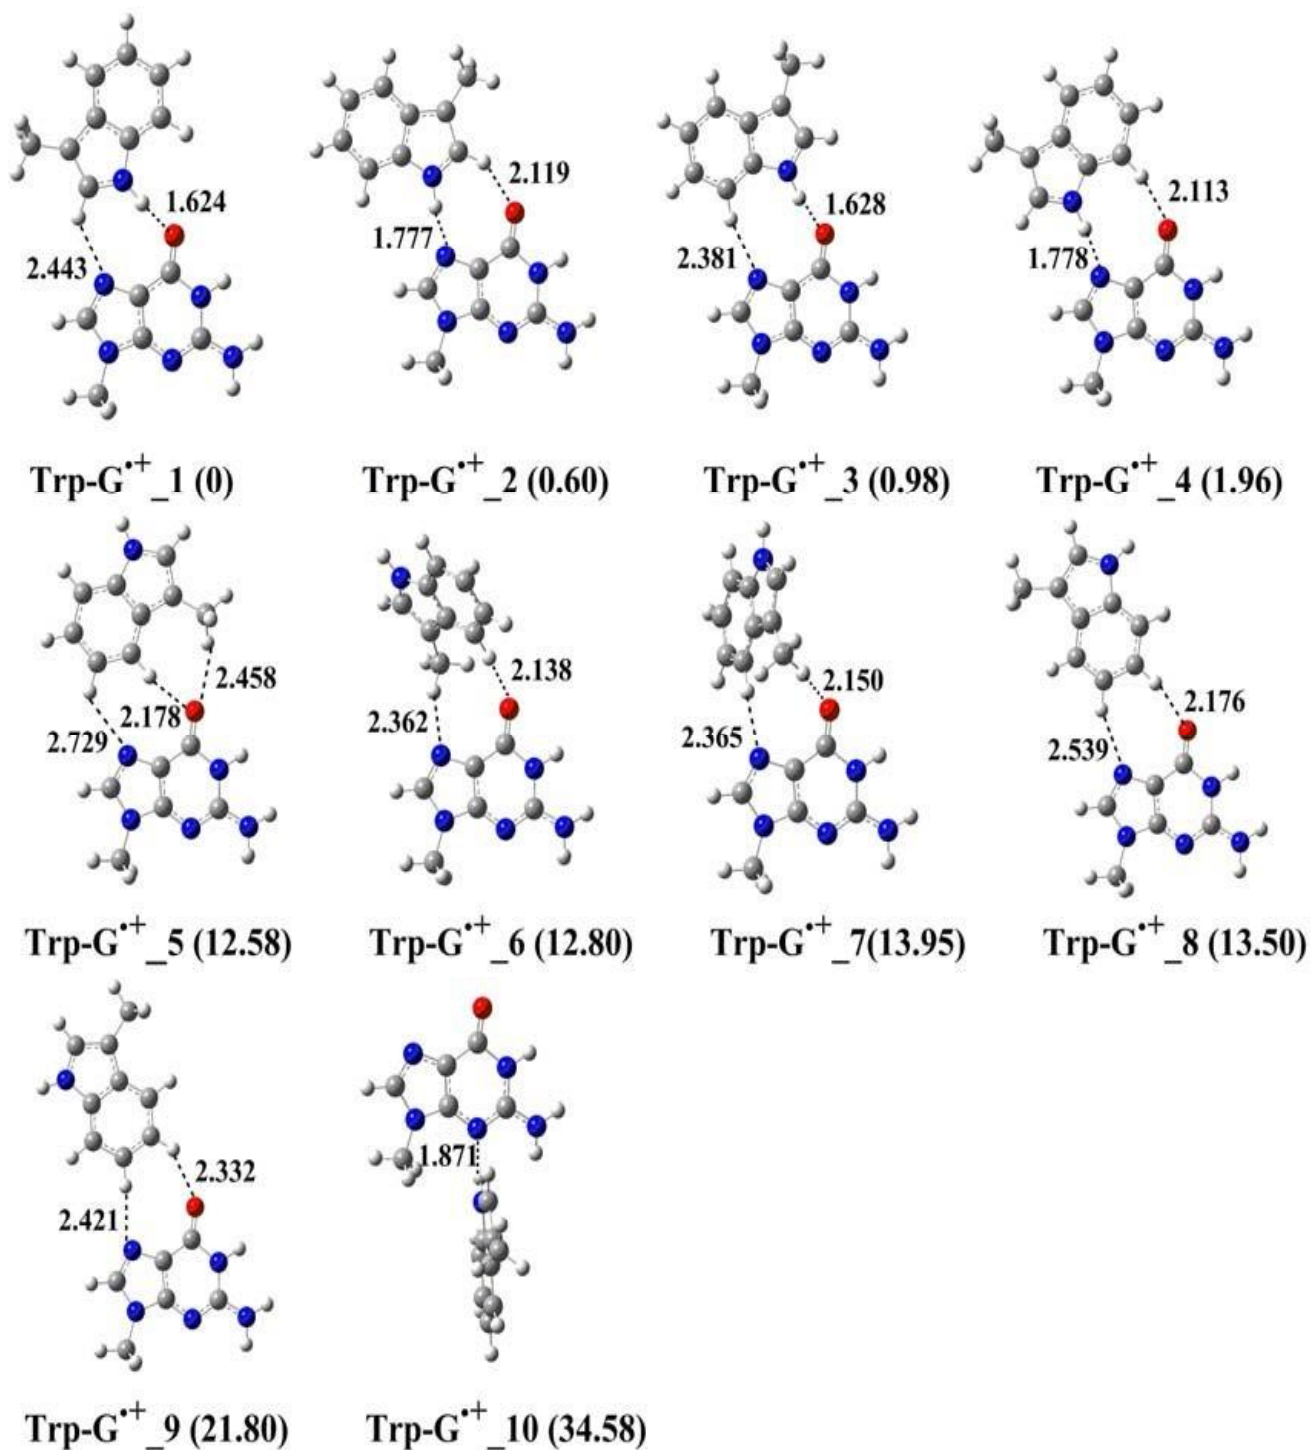 1.624
2.443
2.119
1.777
1.628
2.381
2.113
1.778
Trp-G•+_1 (0)
Trp-G•+_2 (0.60)
Trp-G•+_3 (0.98)
Trp-G•+_4 (1.96)
2.458
2.178
2.729
2.138
2.362
2.150
2.365
2.176
2.539
Trp-G•+_5 (12.58)
Trp-G•+_6 (12.80)
Trp-G•+_7(13.95)
Trp-G•+_8 (13.50)
2.332
2.421
1.871
Trp-G•+_9 (21.80)
Trp-G•+_10 (34.58)